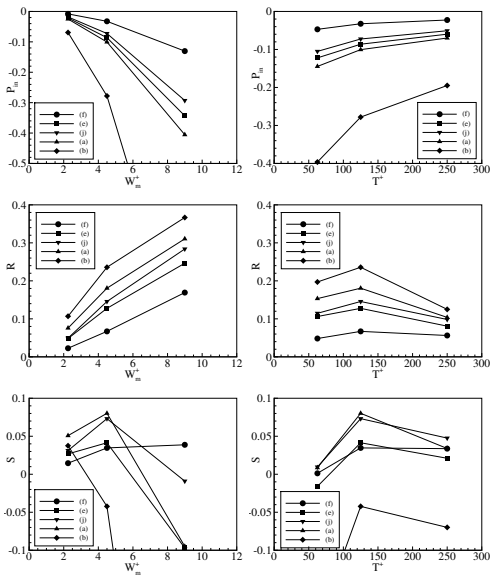 0
-0.1
-0.2
-0.3
-0.4
-0.5
P_in
0 2 4 6 8 10 12
W_m^+
(f)
(e)
(j)
(a)
(b)
0
-0.1
-0.2
-0.3
-0.4
P_in
0 50 100 150 200 250 300
T^+
(f)
(e)
(j)
(a)
(b)
0.4
0.3
0.2
0.1
0
R
0 2 4 6 8 10 12
W_m^+
(f)
(e)
(j)
(a)
(b)
0.4
0.3
0.2
0.1
0
R
0 50 100 150 200 250 300
T^+
(f)
(e)
(j)
(a)
(b)
0.1
0.05
0
-0.05
-0.1
S
0 2 4 6 8 10 12
W_m^+
(f)
(e)
(j)
(a)
(b)
0.1
0.05
0
-0.05
-0.1
S
0 50 100 150 200 250 300
T^+
(f)
(e)
(j)
(a)
(b)